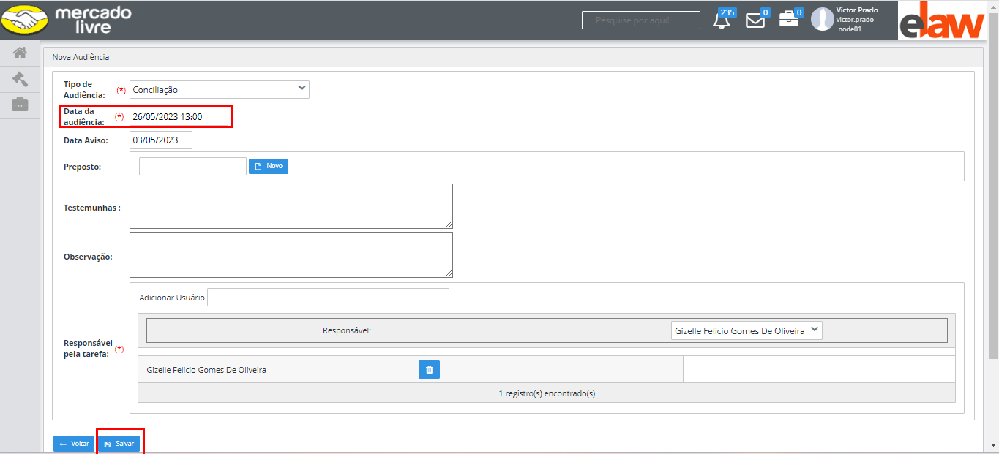 mercado
livre
Pesquise por aqui!
235
0
0
Victor Prado
victor.prado
.node01
elaw
Nova Audiência
Tipo de
Audiência:
(*)
Conciliação
Data da
audiência:
(*)
26/05/2023 13:00
Data Aviso:
03/05/2023
Preposto:
Novo
Testemunhas :
Observação:
Adicionar Usuário
Responsável:
Gizelle Felicio Gomes De Oliveira
Responsável
pela tarefa:
(*)
Gizelle Felicio Gomes De Oliveira
1 registro(s) encontrado(s)
Voltar
Salvar